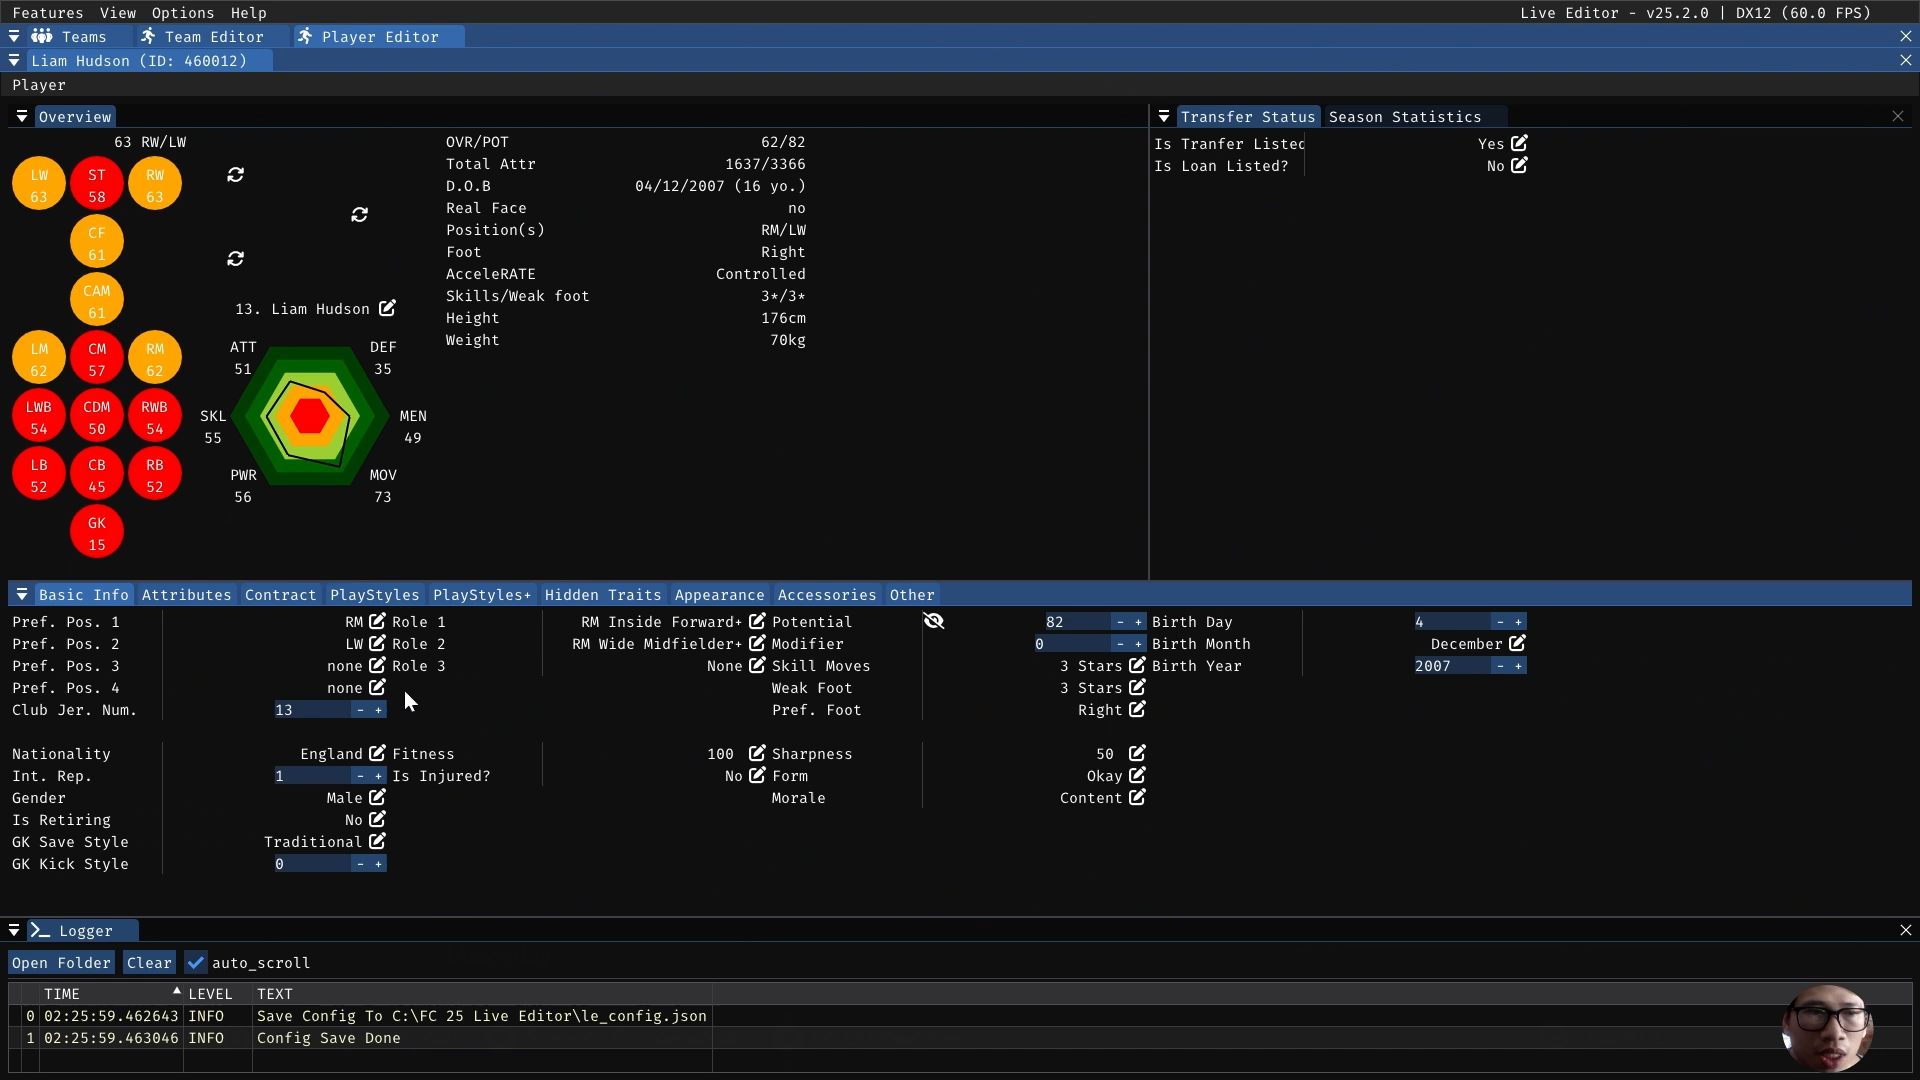 Features View Options Help Live Editor - v25.2.0 | DX12 (60.0 FPS)
Teams Team Editor Player Editor
Liam Hudson (ID: 460012)
Player
Overview Transfer Status Season Statistics
63 RW/LW
LW 63 ST 58 RW 63
CF 61
CAM 61
LM 62 CM 57 RM 62
LWB 54 CDM 50 RWB 54
LB 52 CB 45 RB 52
GK 15
13. Liam Hudson
ATT 51 DEF 35
SKL 55 MEN 49
PWR 56 MOV 73
OVR/POT 62/82
Total Attr 1637/3366
D.O.B 04/12/2007 (16 yo.)
Real Face no
Position(s) RM/LW
Foot Right
AcceleRATE Controlled
Skills/Weak foot 3*/3*
Height 176cm
Weight 70kg
Is Tranfer Listed Yes
Is Loan Listed? No
Basic Info Attributes Contract PlayStyles PlayStyles+ Hidden Traits Appearance Accessories Other
Pref. Pos. 1 RM Role 1 RM Inside Forward+ Potential 82 - + Birth Day 4 - +
Pref. Pos. 2 LW Role 2 RM Wide Midfielder+ Modifier 0 - + Birth Month December
Pref. Pos. 3 none Role 3 None Skill Moves 3 Stars Birth Year 2007 - +
Pref. Pos. 4 none Weak Foot 3 Stars
Club Jer. Num. 13 - + Pref. Foot Right
Nationality England Fitness 100 Sharpness 50
Int. Rep. 1 - + Is Injured? No Form Okay
Gender Male Morale Content
Is Retiring No
GK Save Style Traditional
GK Kick Style 0 - +
Logger
Open Folder Clear auto_scroll
TIME LEVEL TEXT
0 02:25:59.462643 INFO Save Config To C:\FC 25 Live Editor\le_config.json
1 02:25:59.463046 INFO Config Save Done